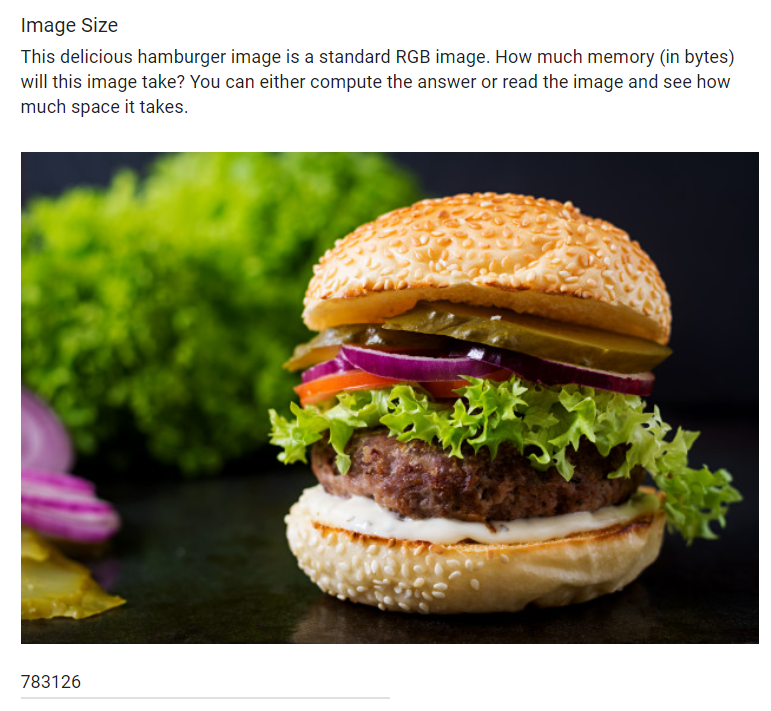 Image Size
This delicious hamburger image is a standard RGB image. How much memory (in bytes)
will this image take? You can either compute the answer or read the image and see how
much space it takes.
783126